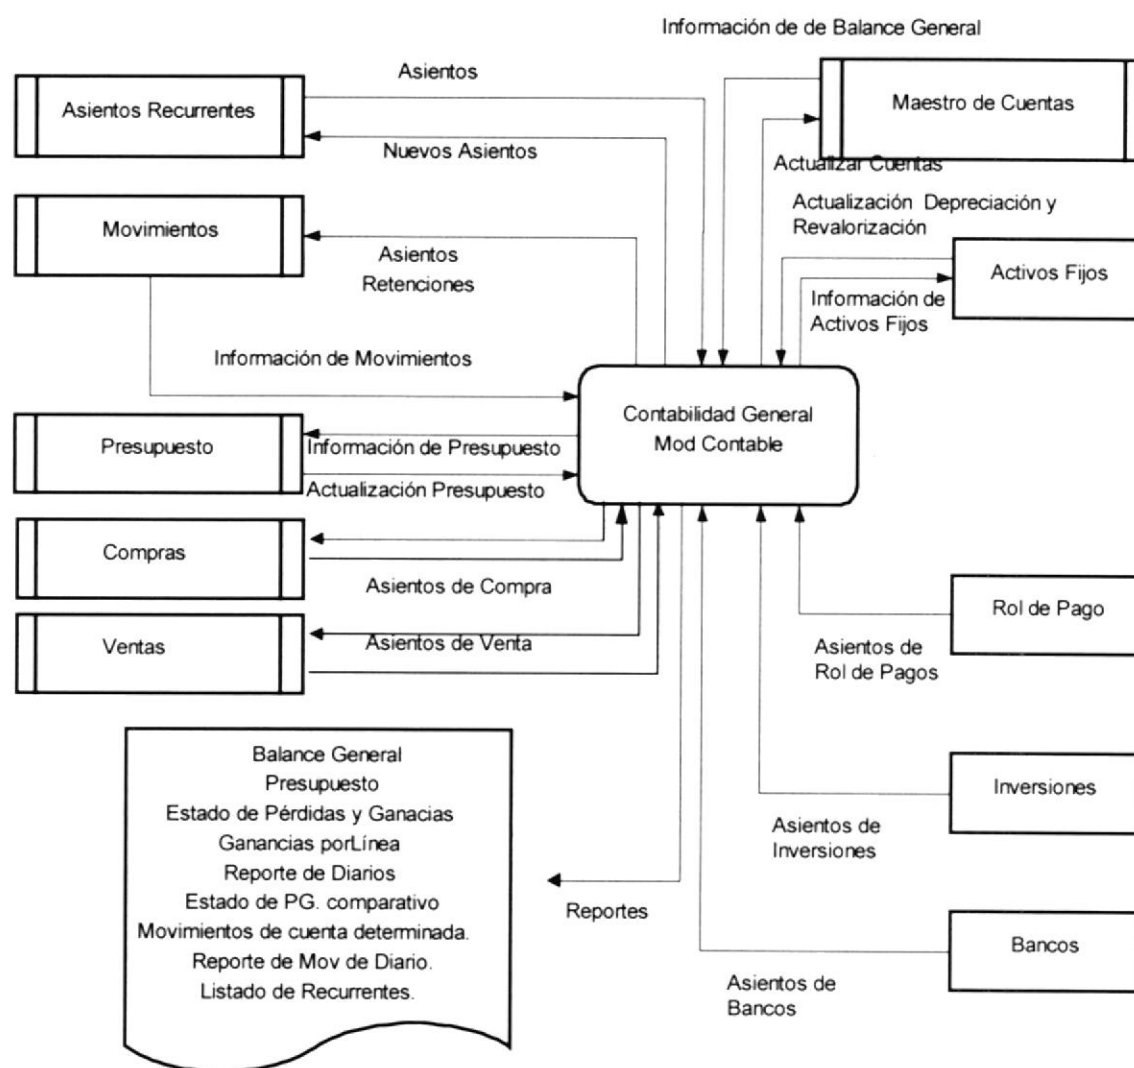 Información de de Balance General
Asientos
Asientos Recurrentes
Maestro de Cuentas
Nuevos Asientos
Actualizar Cuentas
Movimientos
Actualización Depreciación y
Revalorización
Asientos
Retenciones
Activos Fijos
Información de
Activos Fijos
Información de Movimientos
Contabilidad General
Mod Contable
Presupuesto
Información de Presupuesto
Actualización Presupuesto
Compras
Asientos de Compra
Ventas
Asientos de Venta
Rol de Pago
Asientos de
Rol de Pagos
Balance General
Presupuesto
Estado de Pérdidas y Ganacias
Ganancias porLínea
Reporte de Diarios
Estado de PG. comparativo
Movimientos de cuenta determinada.
Reporte de Mov de Diario.
Listado de Recurrentes.
Reportes
Inversiones
Asientos de
Inversiones
Bancos
Asientos de
Bancos